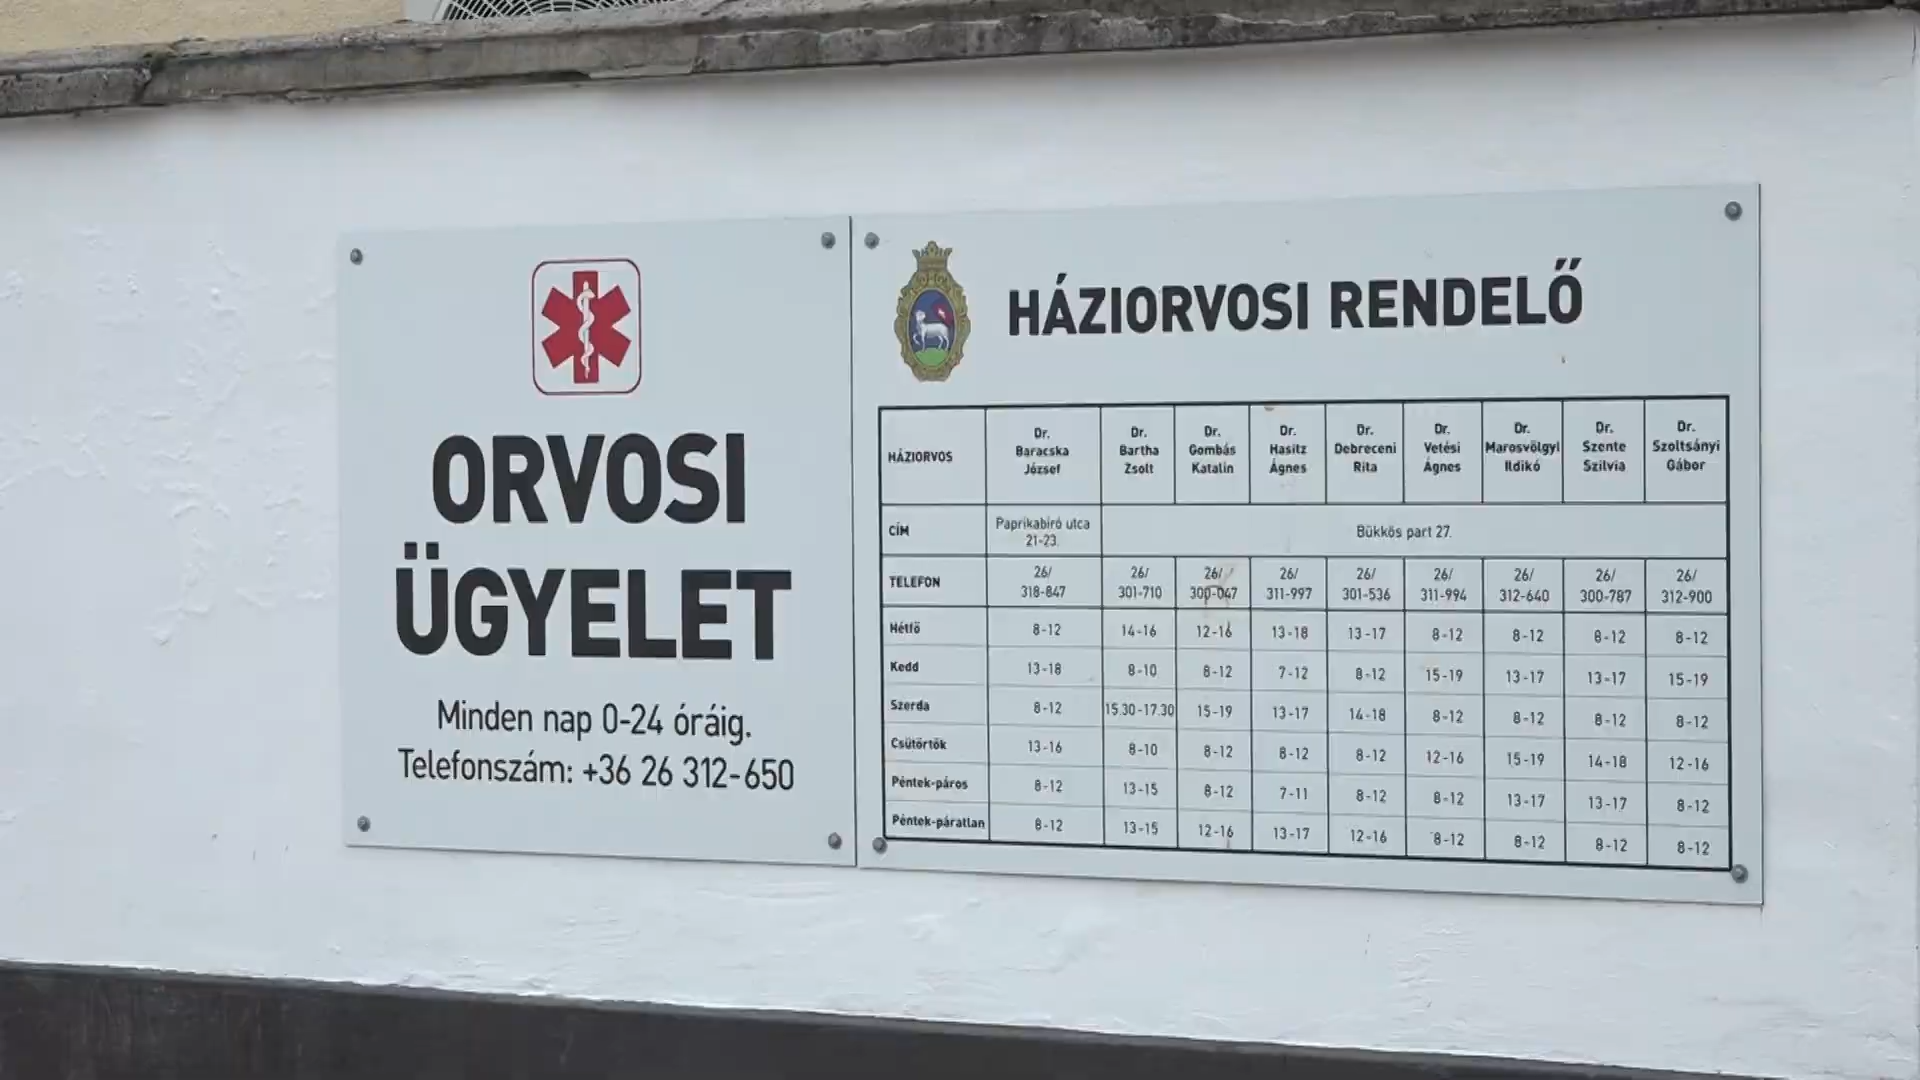 ORVOSI
ÜGYELET
Minden nap 0-24 óráig.
Telefonszám: +36 26 312-650
HÁZIORVOSI RENDELŐ
HÁZIORVOS Dr. Baracska József Dr. Bartha Zsolt Dr. Gombás Katalin Dr. Hasitz Ágnes Dr. Debreceni Rita Dr. Vetési Ágnes Dr. Marosvölgyi Ildikó Dr. Szente Szilvia Dr. Szoltsányi Gábor
CÍM Paprikabíró utca 21-23. Bükkös part 27.
TELEFON 26/ 318-847 26/ 301-710 26/ 300-047 26/ 311-997 26/ 301-536 26/ 311-994 26/ 312-640 26/ 300-787 26/ 312-900
Hétfő 8-12 14-16 12-16 13-18 13-17 8-12 8-12 8-12 8-12
Kedd 13-18 8-10 8-12 7-12 8-12 15-19 13-17 13-17 15-19
Szerda 8-12 15.30-17.30 15-19 13-17 14-18 8-12 8-12 8-12 8-12
Csütörtök 13-16 8-10 8-12 8-12 8-12 12-16 15-19 14-18 12-16
Péntek-páros 8-12 13-15 8-12 7-11 8-12 8-12 13-17 13-17 8-12
Péntek-páratlan 8-12 13-15 12-16 13-17 12-16 8-12 8-12 8-12 8-12